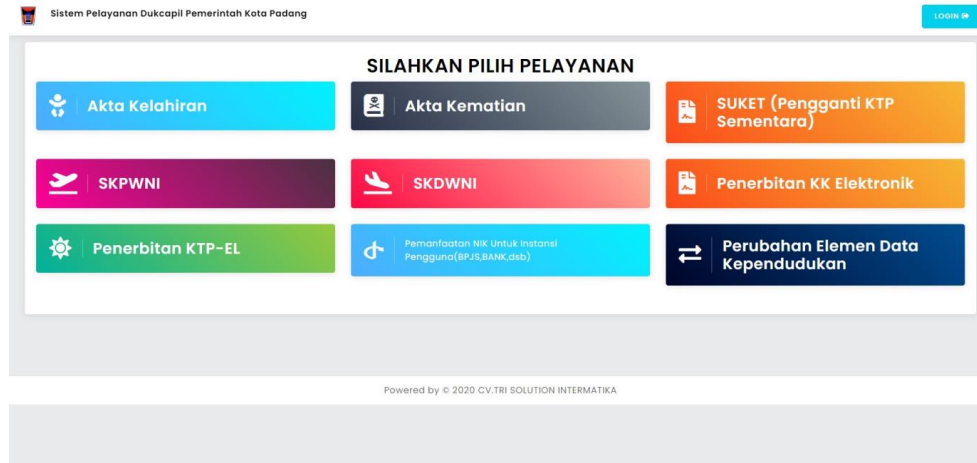 Sistem Pelayanan Dukcapil Pemerintah Kota Padang
LOGIN
SILAHKAN PILIH PELAYANAN
Akta Kelahiran
Akta Kematian
SUKET (Pengganti KTP
Sementara)
SKPWNI
SKDWNI
Penerbitan KK Elektronik
Penerbitan KTP-EL
Pemanfaatan NIK Untuk Instansi
Pengguna(BPJS,BANK,dsb)
Perubahan Elemen Data
Kependudukan
Powered by © 2020 CV.TRI SOLUTION INTERMATIKA